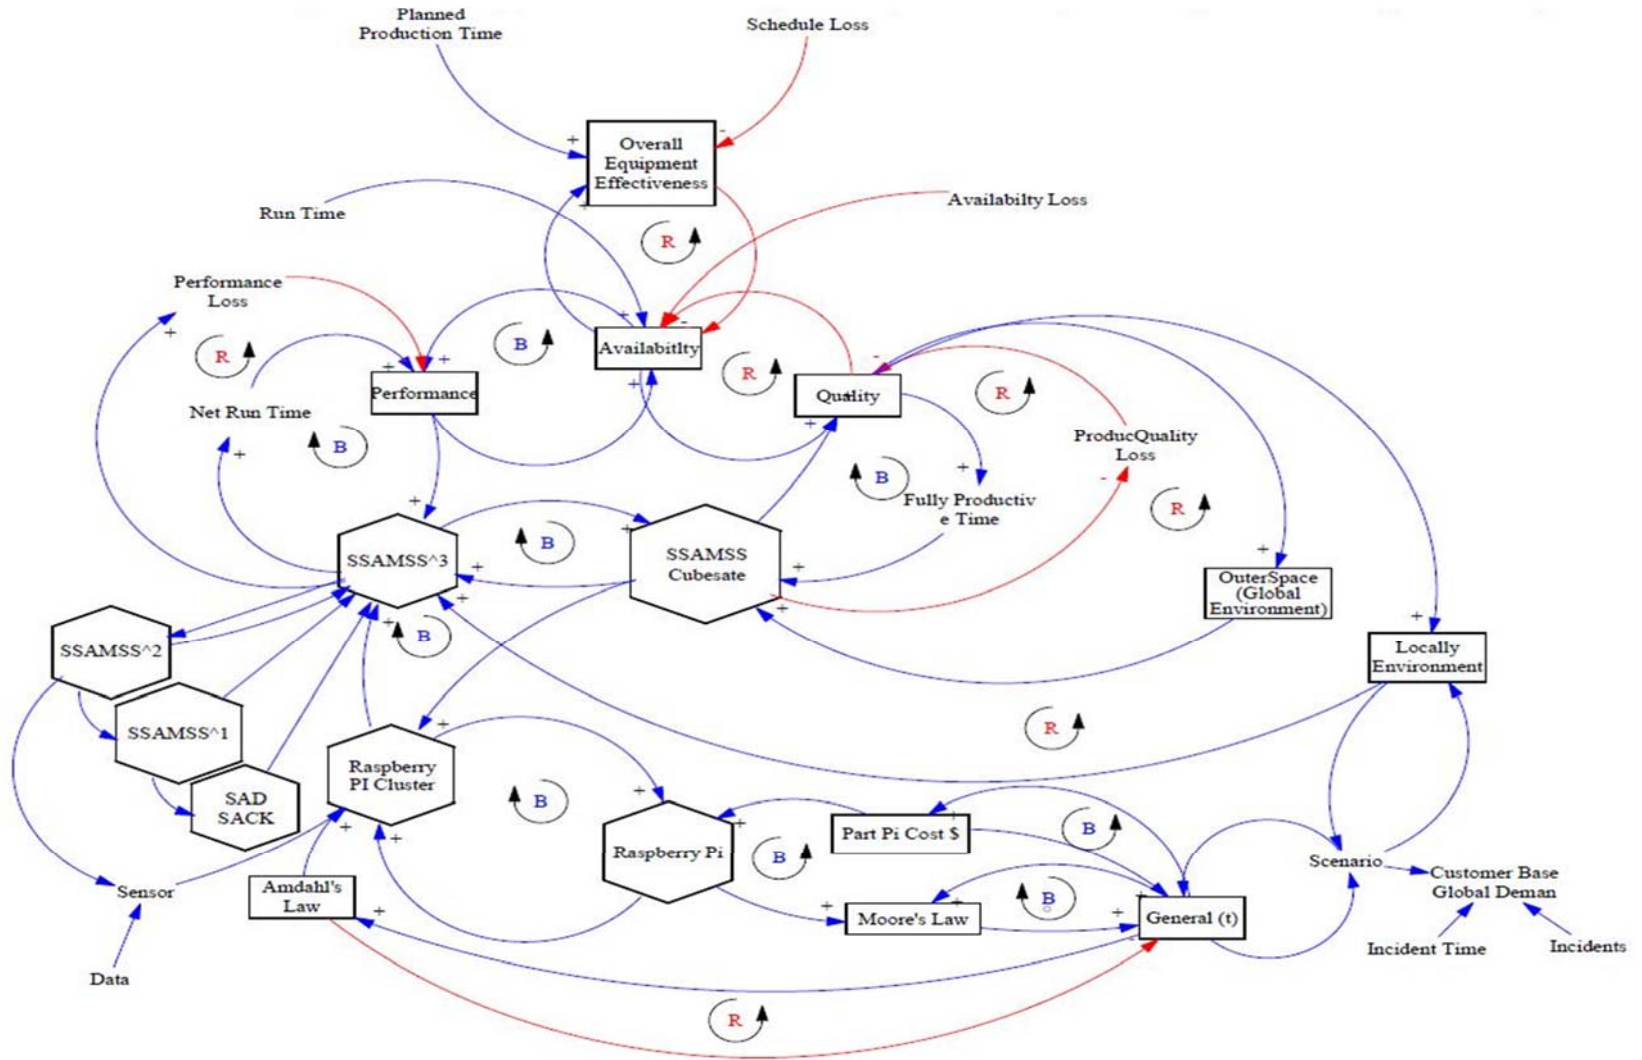 Planned
Production Time
Schedule Loss
+
-
Overall
Equipment
Effectiveness
+
Run Time
Availabilty Loss
R
Performance
Loss
+
R
B
+
-
Availabitlty
+
+
Performance
R
-
Quality
+
R
Net Run Time
+
B
+
ProducQuality
Loss
-
B
+
Fully Productiv
e Time
R
+
SSAMSS^3
+
B
+
SSAMSS
Cubesate
+
+
+
OuterSpace
(Global
Environment)
+
+
B
SSAMSS^2
+
Locally
Environment
SSAMSS^1
+
R
Raspberry
PI Cluster
SAD
SACK
+
+
B
+
+
Raspberry Pi
B
+
Part Pi Cost $
B
Scenario
Customer Base
Global Deman
Sensor
Amdahl's
Law
+
+
Moore's Law
+
B
+
+
General (t)
-
Incident Time
Incidents
Data
R